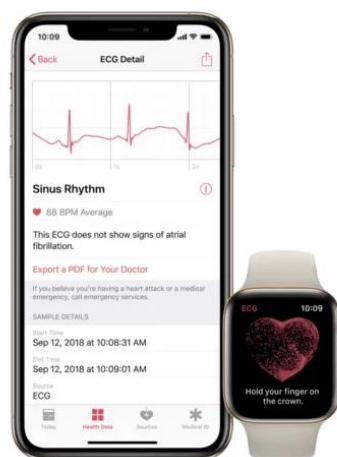 10:09
Back ECG Detail
0s 1s 2s
Sinus Rhythm
88 BPM Average
This ECG does not show signs of atrial
fibrillation.
Export a PDF for Your Doctor
If you believe you're having a heart attack or a medical
emergency, call emergency services.
SAMPLE DETAILS
Start Time
Sep 12, 2018 at 10:08:31 AM
End Time
Sep 12, 2018 at 10:09:01 AM
Source
ECG
Today Health Data Sources Medical ID
ECG 10:09
Hold your finger on
the crown.